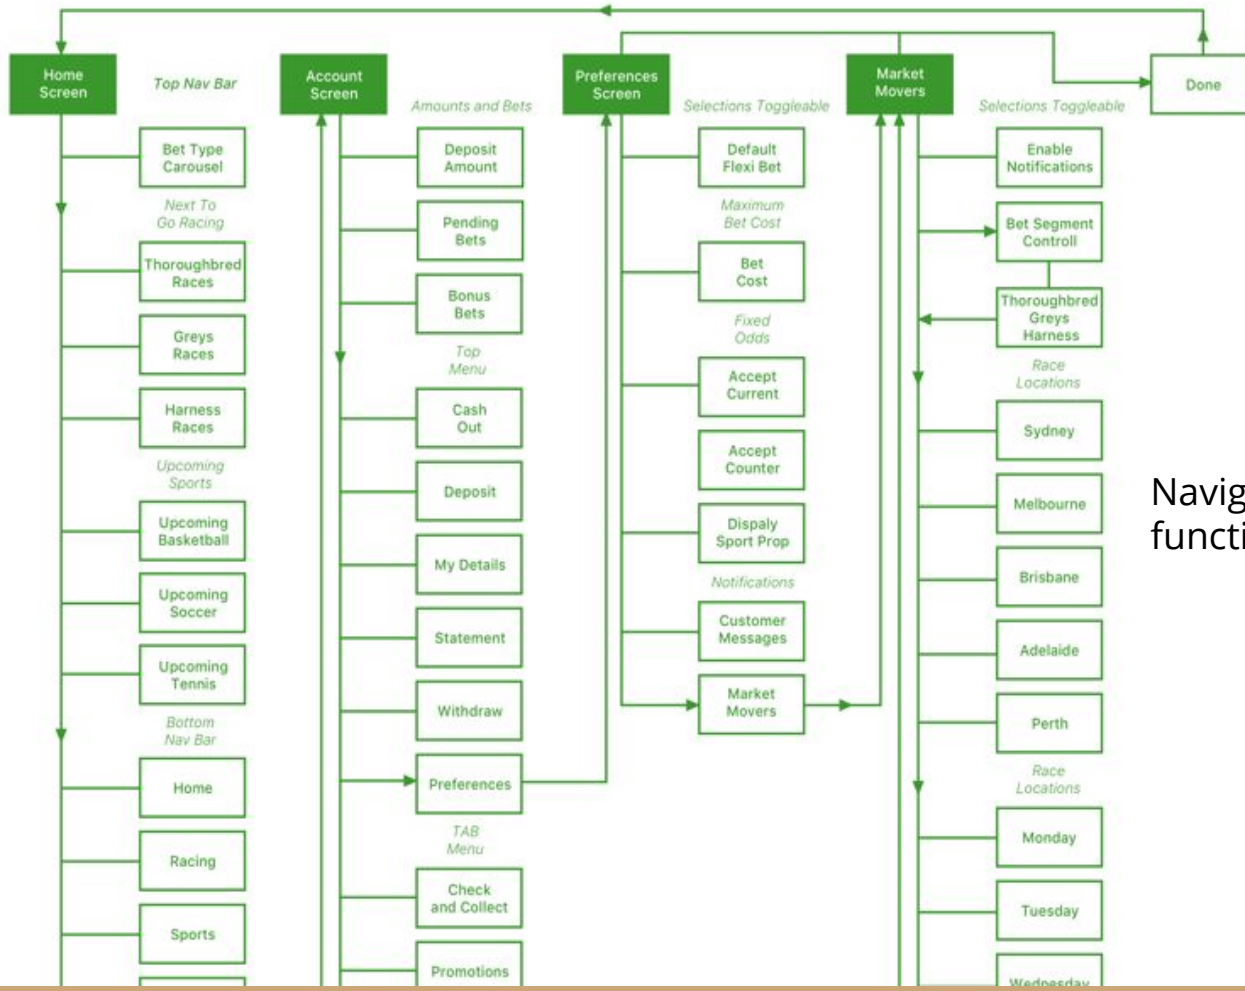 Home
Screen
Top Nav Bar
Bet Type
Carousel
Next To
Go Racing
Thoroughbred
Races
Greys
Races
Harness
Races
Upcoming
Sports
Upcoming
Basketball
Upcoming
Soccer
Upcoming
Tennis
Bottom
Nav Bar
Home
Racing
Sports
Account
Screen
Amounts and Bets
Deposit
Amount
Pending
Bets
Bonus
Bets
Top
Menu
Cash
Out
Deposit
My Details
Statement
Withdraw
Preferences
TAB
Menu
Check
and Collect
Promotions
Preferences
Screen
Selections Toggleable
Default
Flexi Bet
Maximum
Bet Cost
Bet
Cost
Fixed
Odds
Accept
Current
Accept
Counter
Dispaly
Sport Prop
Notifications
Customer
Messages
Market
Movers
Market
Movers
Selections Toggleable
Enable
Notifications
Bet Segment
Controll
Thoroughbred
Greys
Harness
Race
Locations
Sydney
Melbourne
Brisbane
Adelaide
Perth
Race
Locations
Monday
Tuesday
Wednesday
Done
Navig
functi